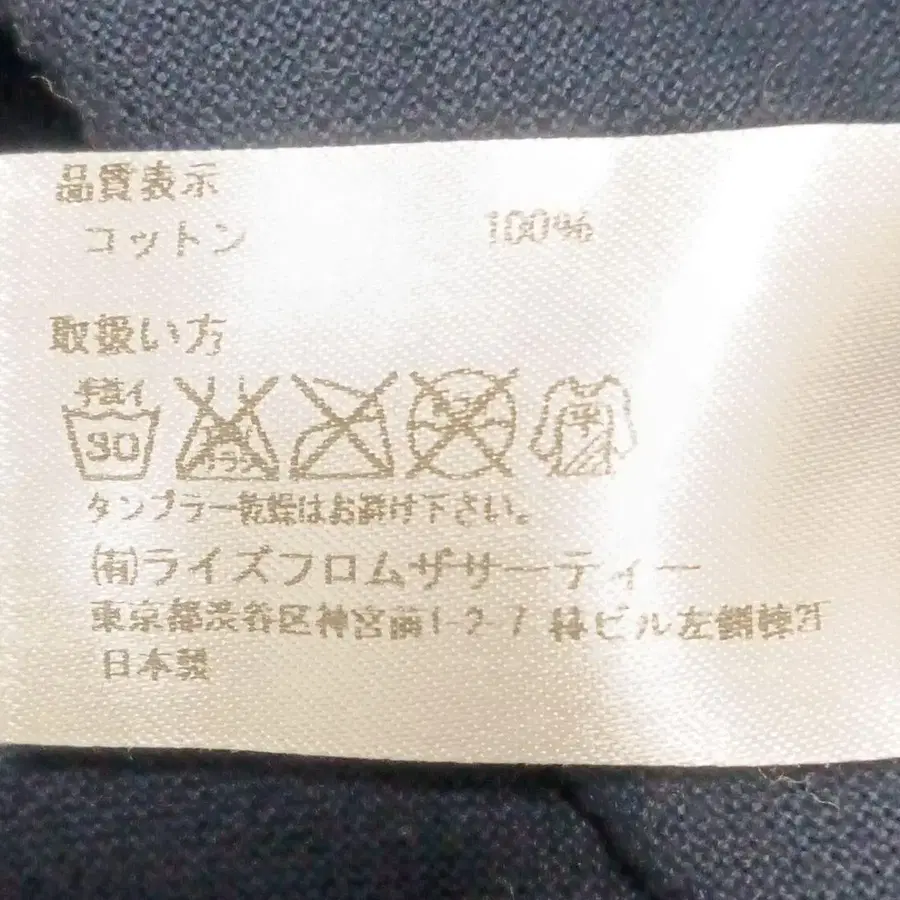 品質表示
コットン 100%
取扱い方
手洗イ
30 平
タンブラー乾燥はお避け下さい。
(有)ライズフロムザサーティー
東京都渋谷区神宮前1-2-7 林ビル左側棟2F
日本製